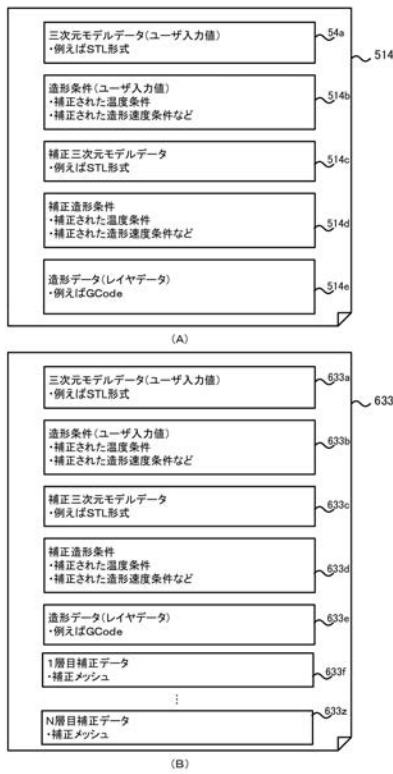 三次元モデルデータ(ユーザ入力値)
54a
・例えばSTL形式
514
造形条件(ユーザ入力値)
・補正された温度条件
514b
・補正された造形速度条件など
補正三次元モデルデータ
514c
・例えばSTL形式
補正造形条件
・補正された温度条件
514d
・補正された造形速度条件など
造形データ(レイヤデータ)
514e
・例えばGCode
(A)
三次元モデルデータ(ユーザ入力値)
633a
・例えばSTL形式
633
造形条件(ユーザ入力値)
・補正された温度条件
633b
・補正された造形速度条件など
補正三次元モデルデータ
633c
・例えばSTL形式
補正造形条件
・補正された温度条件
633d
・補正された造形速度条件など
造形データ(レイヤデータ)
633e
・例えばGCode
1層目補正データ
633f
・補正メッシュ
⋮
N層目補正データ
633z
・補正メッシュ
(B)